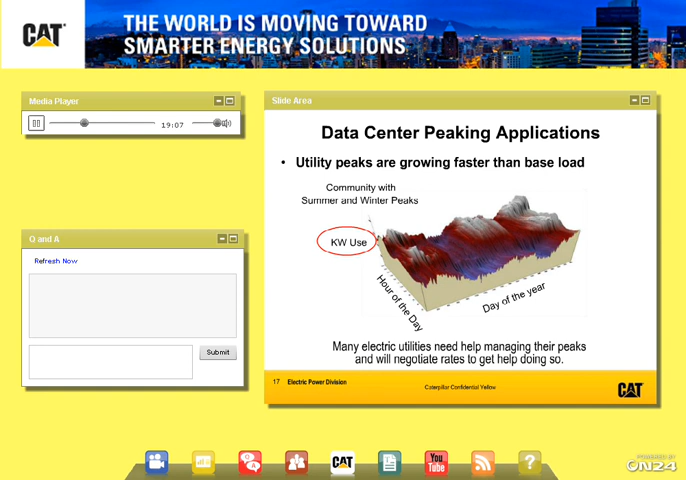 CAT
THE WORLD IS MOVING TOWARD
SMARTER ENERGY SOLUTIONS.
Media Player
19:07
Q and A
Refresh Now
Submit
Slide Area
Data Center Peaking Applications
• Utility peaks are growing faster than base load
Community with
Summer and Winter Peaks
KW Use
Hour of the Day
Day of the year
Many electric utilities need help managing their peaks
and will negotiate rates to get help doing so.
17 Electric Power Division
Caterpillar Confidential Yellow
CAT
Q A
CAT
You
Tube
?
POWERED BY
ON24